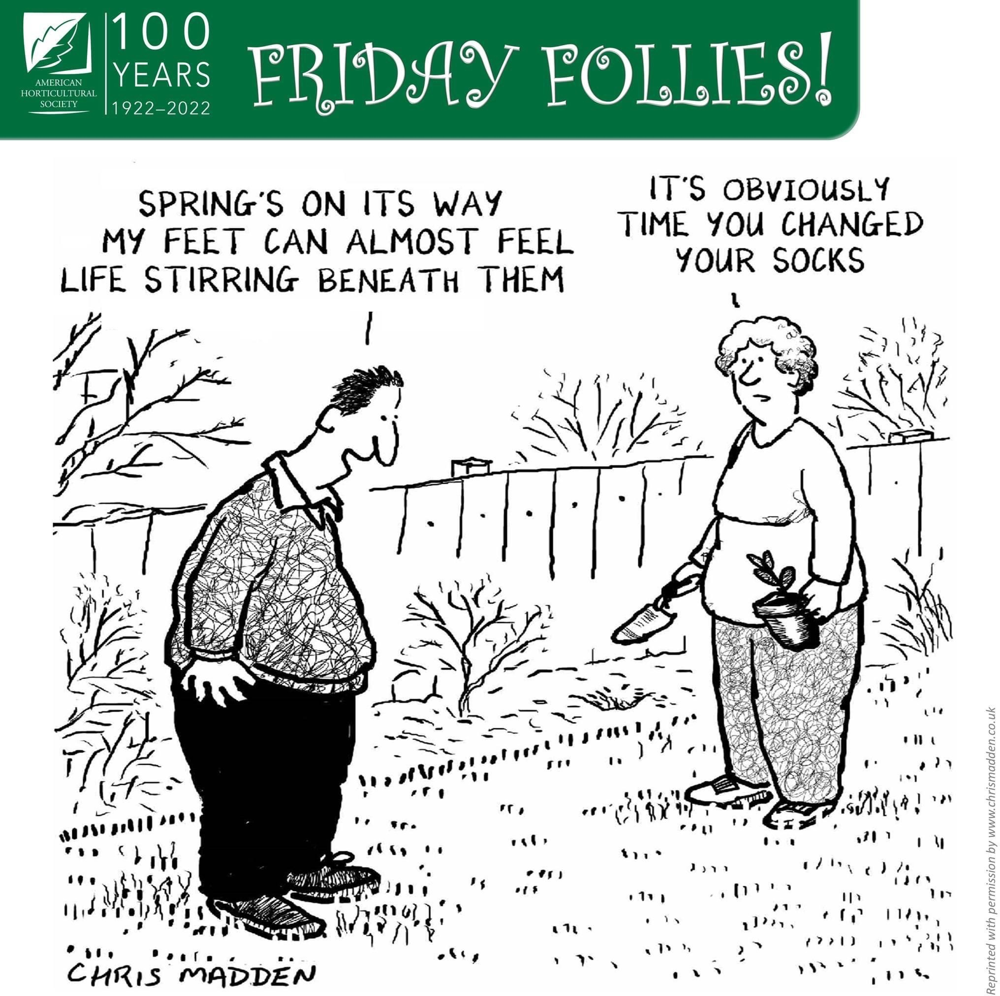 100
YEARS
1922–2022
AMERICAN
HORTICULTURAL
SOCIETY
FRIDAY FOLLIES!
SPRING'S ON ITS WAY
MY FEET CAN ALMOST FEEL
LIFE STIRRING BENEATH THEM
IT'S OBVIOUSLY
TIME YOU CHANGED
YOUR SOCKS
CHRIS MADDEN
Reprinted with permission by www.chrismadden.co.uk